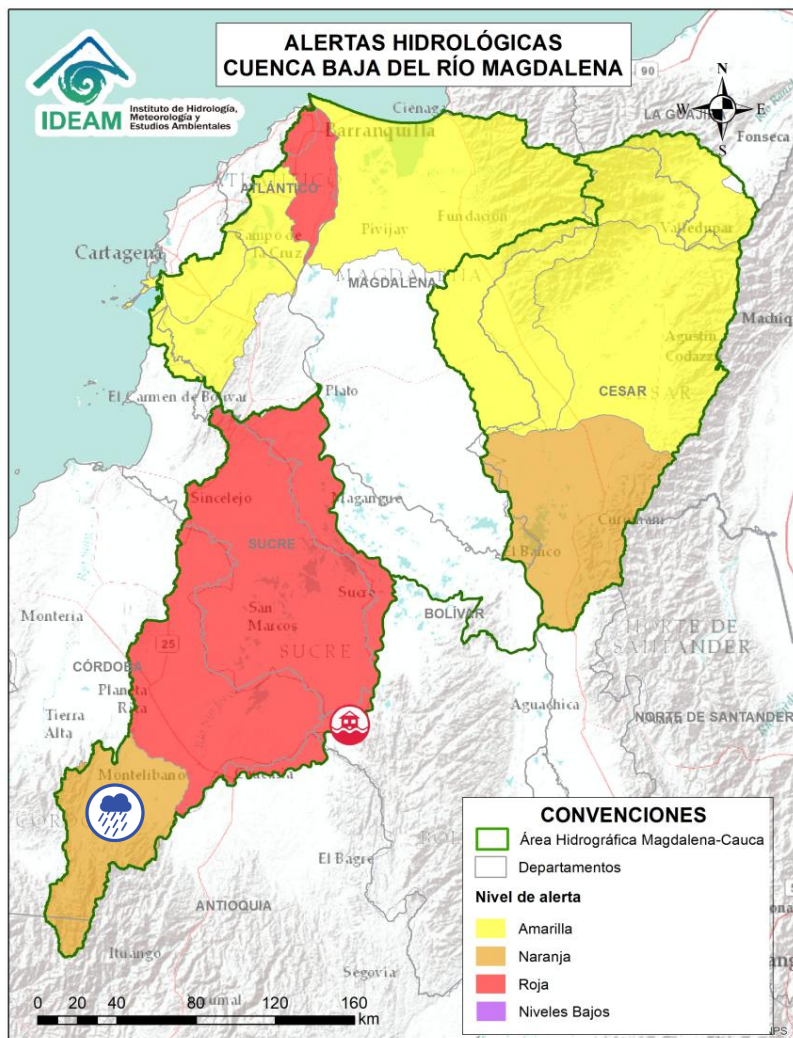 ALERTAS HIDROLÓGICAS
CUENCA BAJA DEL RÍO MAGDALENA
IDEAM
Instituto de Hidrología,
Meteorología y
Estudios Ambientales
90
N
W
E
S
Ciénaga
LA GUAJIRA
Barranquilla
Fonseca
ATLÁNTICO
Fundación
Pivijay
Valledupar
Campo de
la Cruz
Cartagena
MAGDALENA
MAGDALENA
Machiq
Agustín
Codazzi
CESAR
El Carmen de Bolívar
Plato
Sincelejo
Magangue
Curumaní
SUCRE
El Banco
Sucre
San
Marcos
BOLÍVAR
Montería
25
SUCRE
NORTE DE
SANTANDER
CÓRDOBA
Planeta
Rica
Tierra
Alta
Aguachica
NORTE DE SANTANDER
Montelíbano
Caucasia
El Bagre
ANTIOQUIA
Ituango
Segovia
CONVENCIONES
Área Hidrográfica Magdalena-Cauca
Departamentos
Nivel de alerta
Amarilla
Naranja
Roja
Niveles Bajos
0 20 40 80 120 160
km